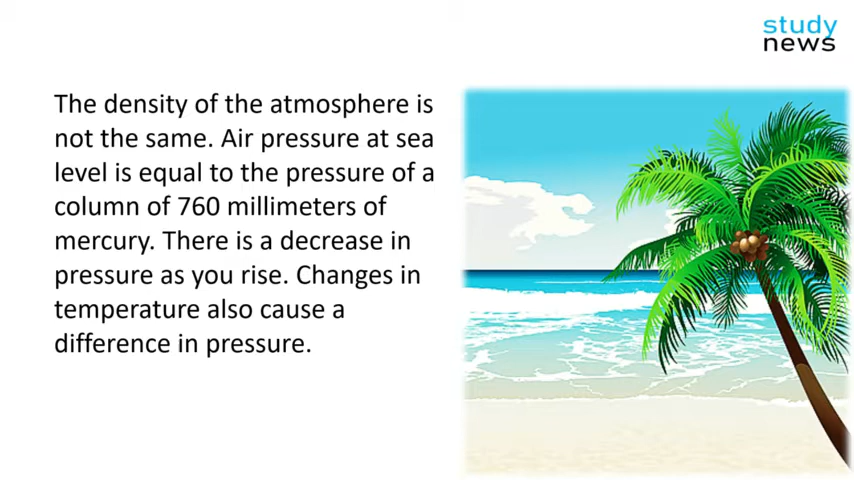 study
news
The density of the atmosphere is
not the same. Air pressure at sea
level is equal to the pressure of a
column of 760 millimeters of
mercury. There is a decrease in
pressure as you rise. Changes in
temperature also cause a
difference in pressure.